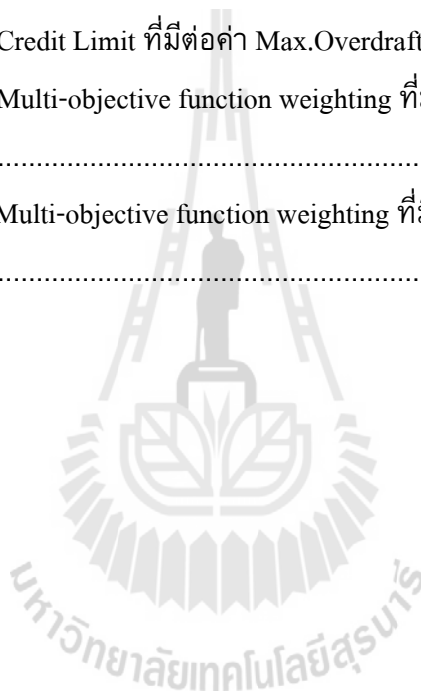 Credit Limit ที่มีต่อค่า Max.Overdraft
Multi-objective function weighting ที่
......................................................
Multi-objective function weighting ที่
......................................................
มหาวิทยาลัยเทคโนโลยีสุรนารี